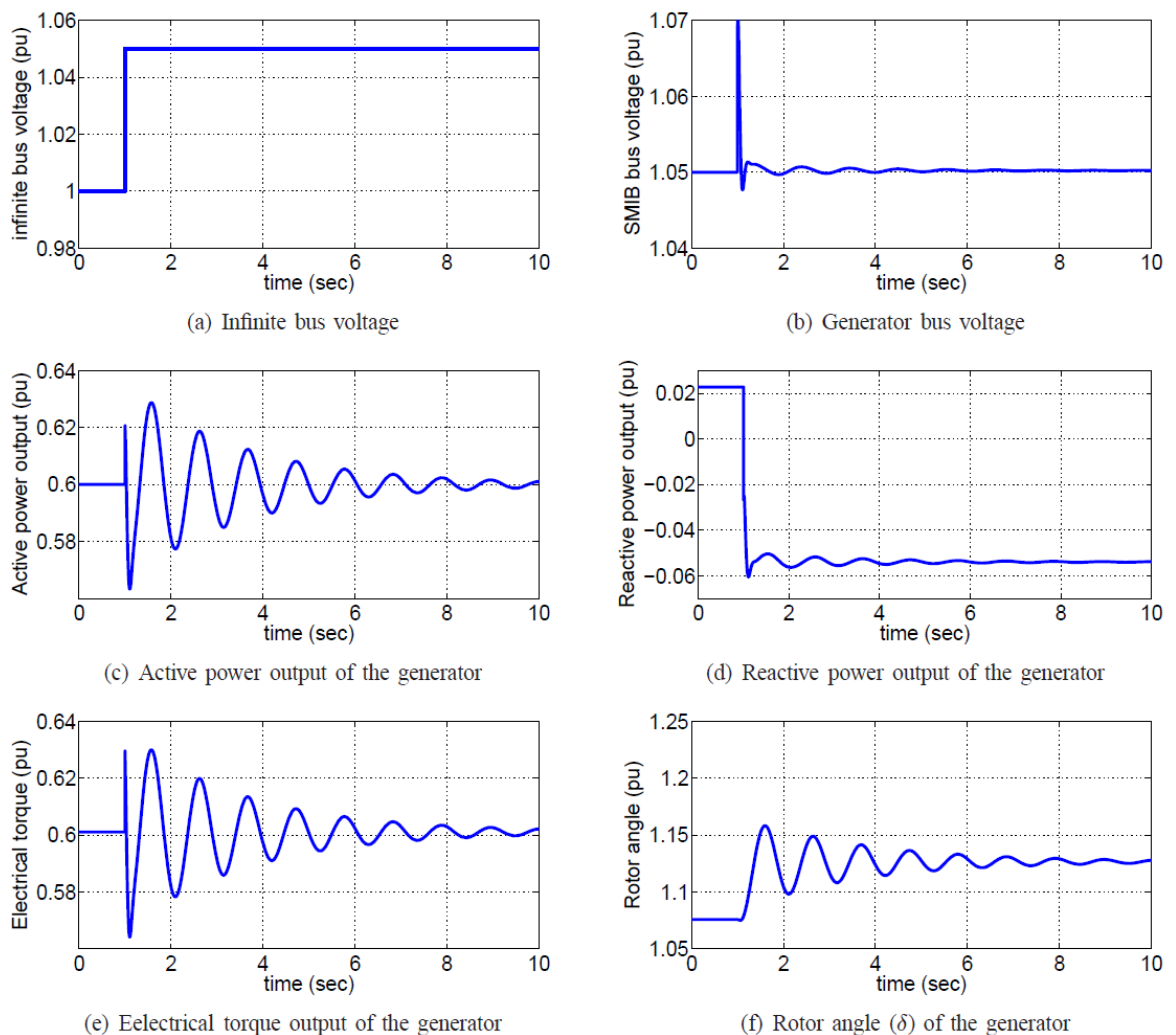 1.06
1.04
1.02
1
0.98
0 2 4 6 8 10
infinite bus voltage (pu)
time (sec)
(a) Infinite bus voltage
1.07
1.06
1.05
1.04
0 2 4 6 8 10
SMIB bus voltage (pu)
time (sec)
(b) Generator bus voltage
0.64
0.62
0.6
0.58
0 2 4 6 8 10
Active power output (pu)
time (sec)
(c) Active power output of the generator
0.02
0
−0.02
−0.04
−0.06
0 2 4 6 8 10
Reactive power output (pu)
time (sec)
(d) Reactive power output of the generator
0.64
0.62
0.6
0.58
0 2 4 6 8 10
Electrical torque (pu)
time (sec)
(e) Eelectrical torque output of the generator
1.25
1.2
1.15
1.1
1.05
0 2 4 6 8 10
Rotor angle (pu)
time (sec)
(f) Rotor angle (δ) of the generator